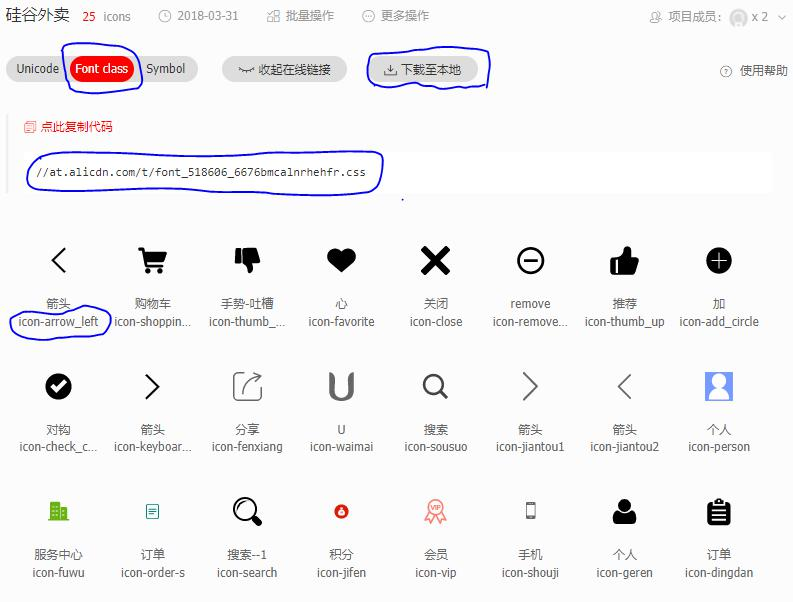 硅谷外卖 25 icons 2018-03-31 批量操作 更多操作 项目成员： x 2
Unicode Font class Symbol 收起在线链接 下载至本地 使用帮助
点此复制代码
//at.alicdn.com/t/font_518606_6676bmcalnrhehfr.css
箭头 购物车 手势-吐槽 心 关闭 remove 推荐 加
icon-arrow_left icon-shoppin... icon-thumb_... icon-favorite icon-close icon-remove... icon-thumb_up icon-add_circle
对钩 箭头 分享 U 搜索 箭头 箭头 个人
icon-check_c... icon-keyboar... icon-fenxiang icon-waimai icon-sousuo icon-jiantou1 icon-jiantou2 icon-person
VIP
服务中心 订单 搜索--1 积分 会员 手机 个人 订单
icon-fuwu icon-order-s icon-search icon-jifen icon-vip icon-shouji icon-geren icon-dingdan